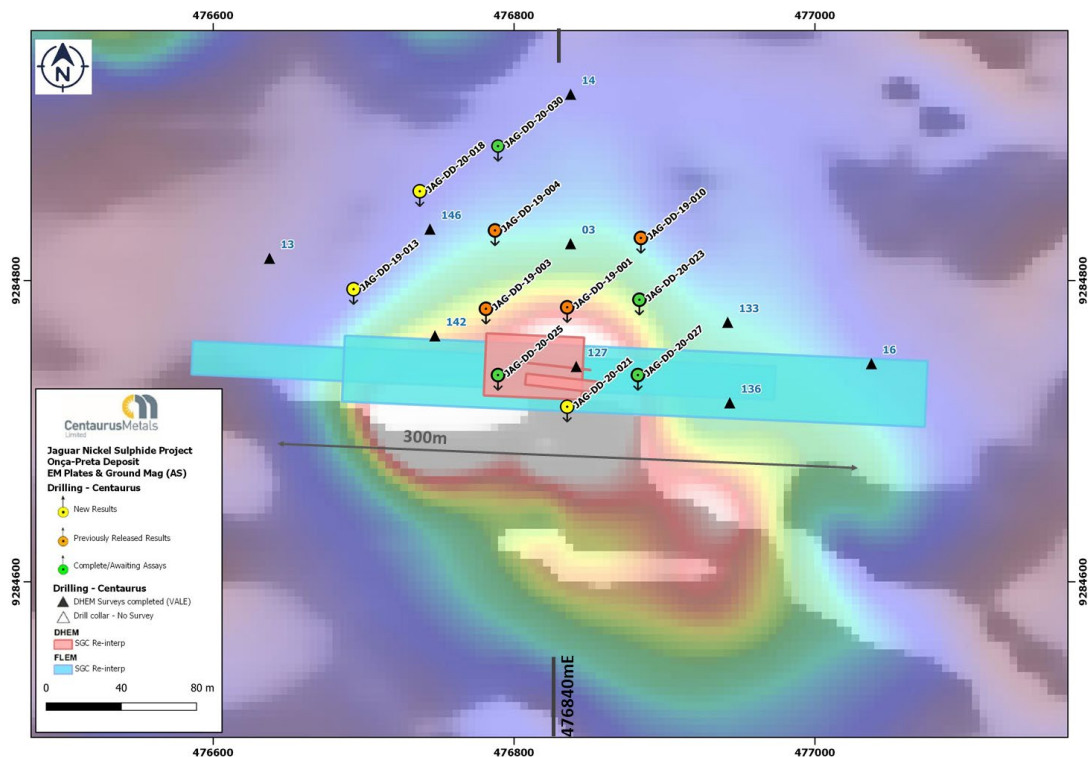 476600
476800
477000
N
14
JAG-DD-20-030
JAG-DD-20-018
146
JAG-DD-19-004
03
JAG-DD-19-010
13
JAG-DD-19-013
JAG-DD-19-003
JAG-DD-19-001
JAG-DD-20-023
9284800
9284800
142
133
JAG-DD-20-025
127
JAG-DD-20-027
16
JAG-DD-20-021
136
300m
CentaurusMetals
Limited
Jaguar Nickel Sulphide Project
Onça-Preta Deposit
EM Plates & Ground Mag (AS)
Drilling - Centaurus
New Results
Previously Released Results
Complete/Awaiting Assays
Drilling - Centaurus
DHEM Surveys completed (VALE)
Drill collar - No Survey
DHEM
SGC Re-interp
FLEM
SGC Re-interp
0 40 80 m
9284600
9284600
476840mE
476600
476800
477000